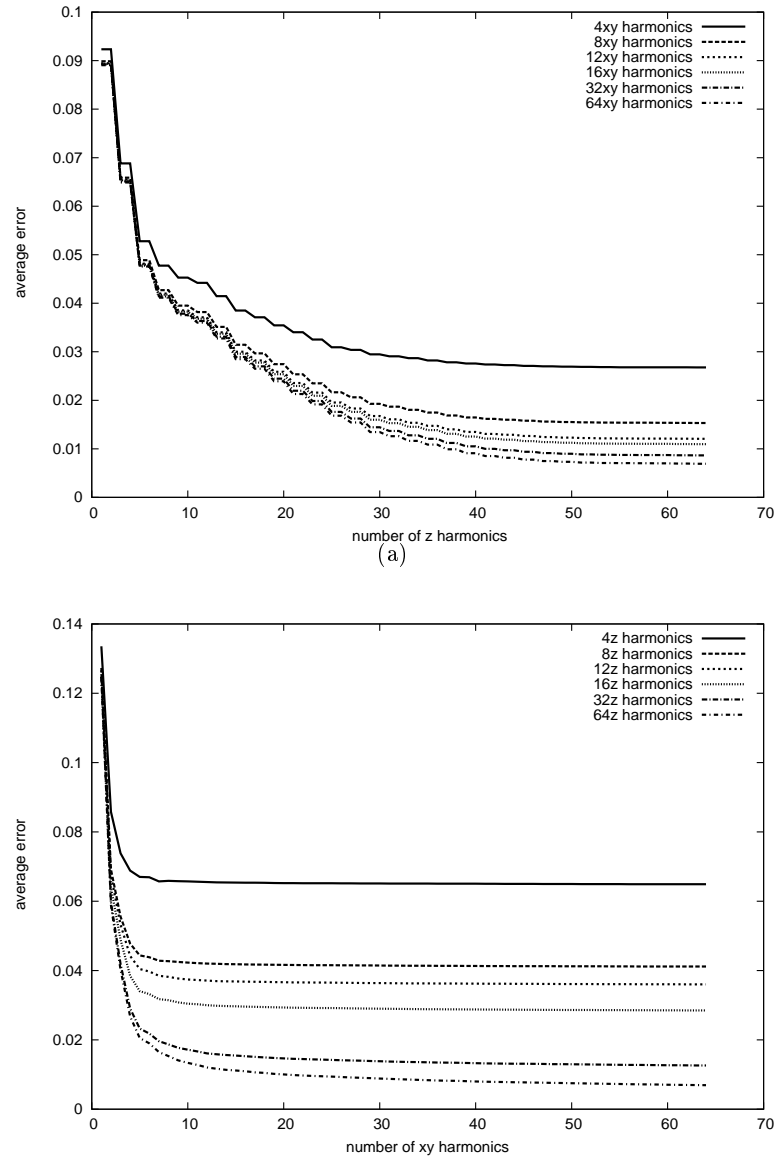 0.1
0.09
0.08
0.07
0.06
0.05
0.04
0.03
0.02
0.01
0
average error
4xy harmonics
8xy harmonics
12xy harmonics
16xy harmonics
32xy harmonics
64xy harmonics
0 10 20 30 40 50 60 70
number of z harmonics
(a)
0.14
0.12
0.1
0.08
0.06
0.04
0.02
0
average error
4z harmonics
8z harmonics
12z harmonics
16z harmonics
32z harmonics
64z harmonics
0 10 20 30 40 50 60 70
number of xy harmonics